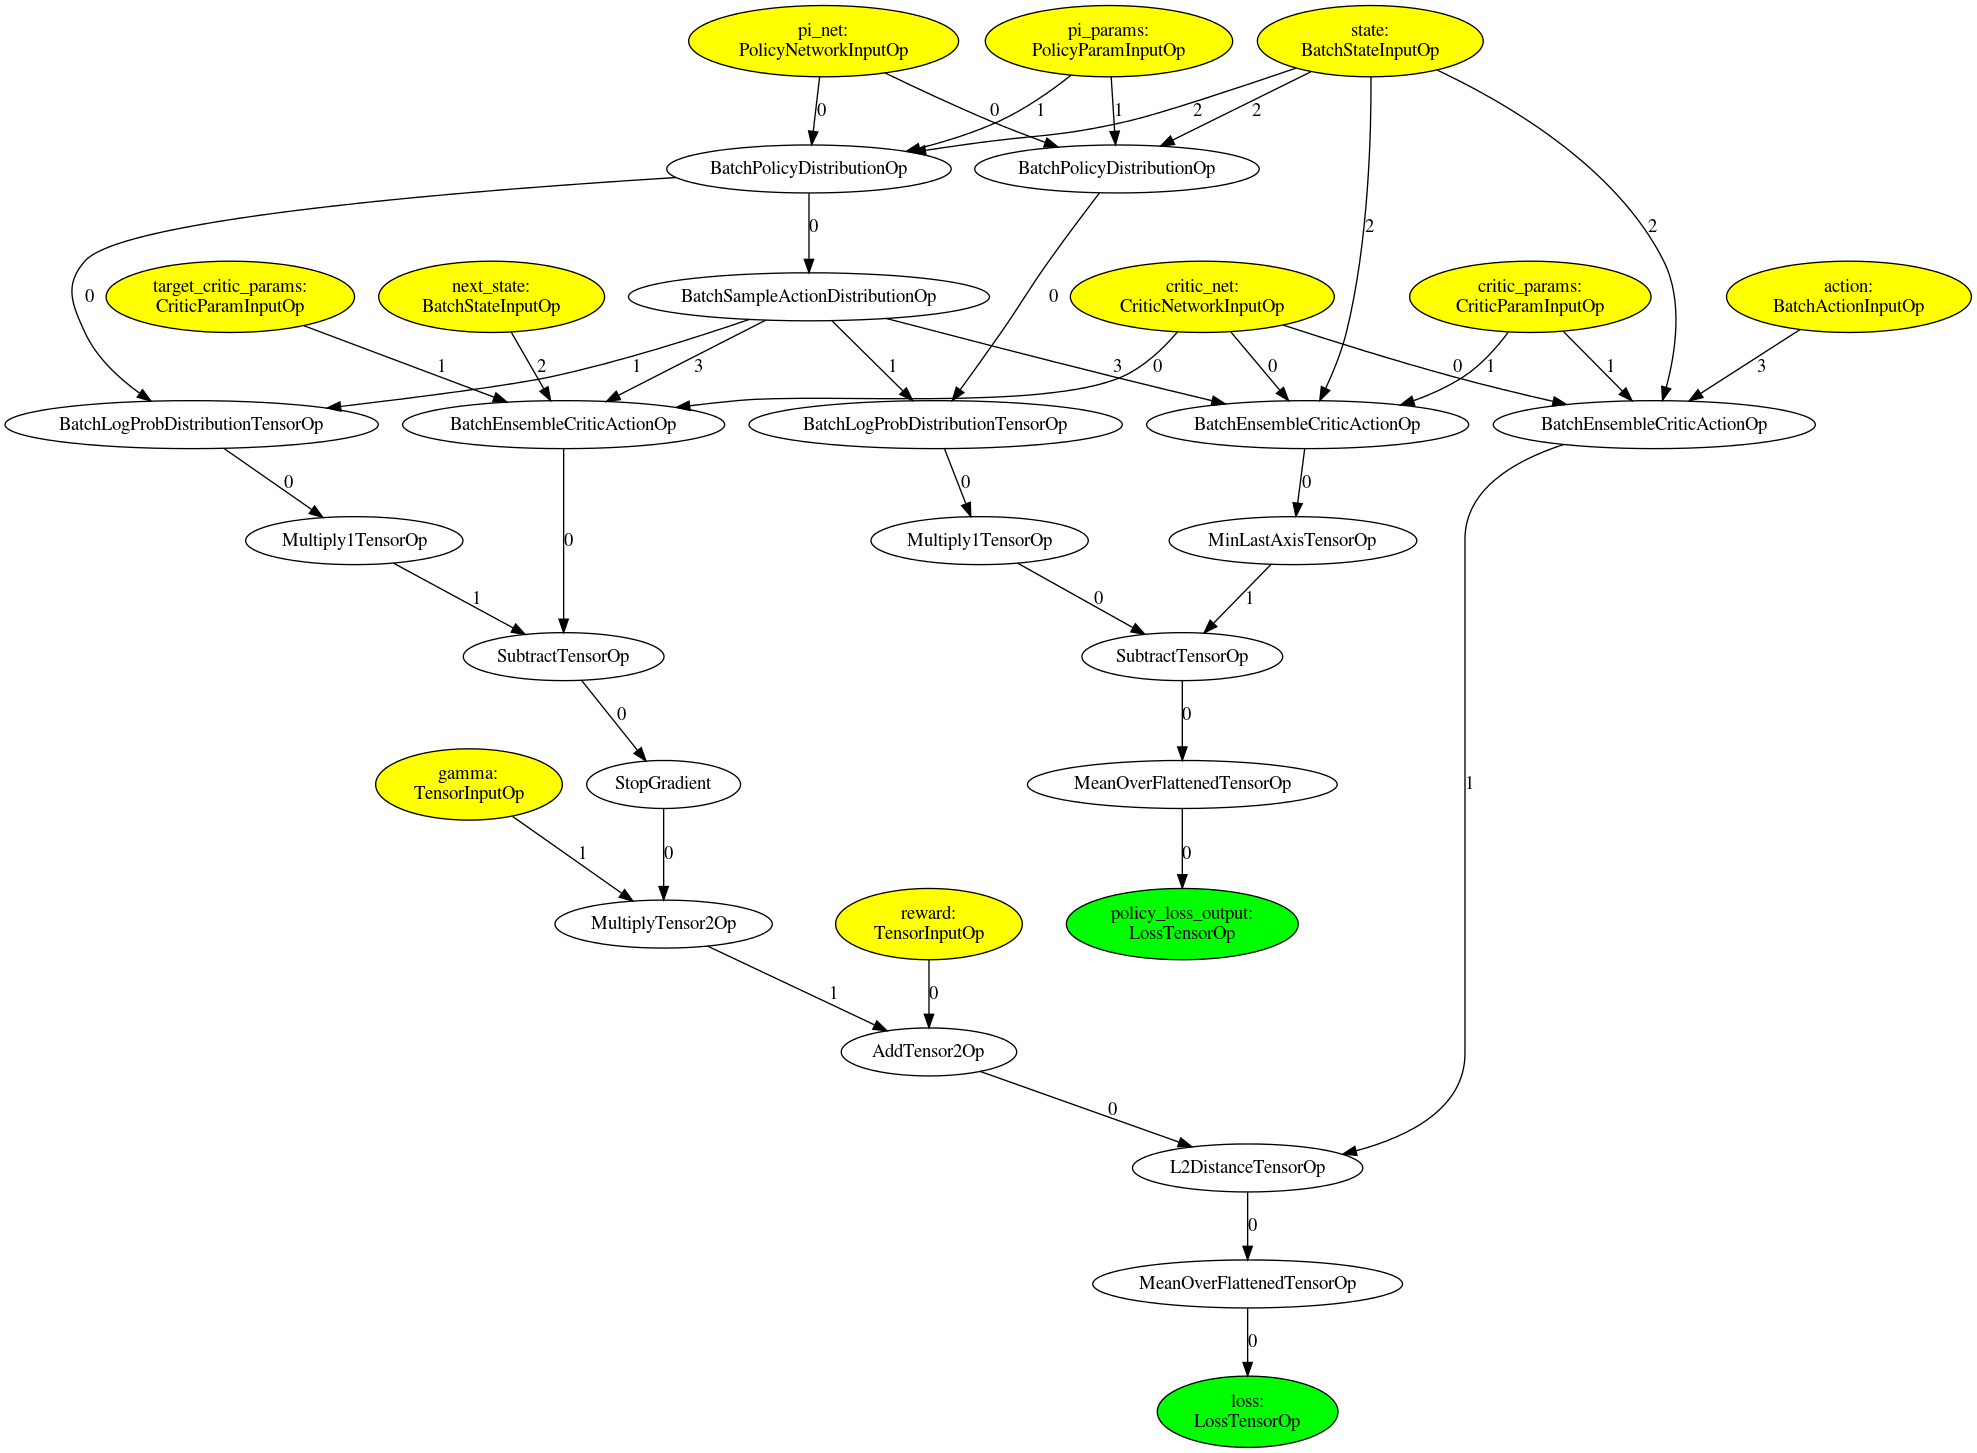 pi_net:
PolicyNetworkInputOp
pi_params:
PolicyParamInputOp
state:
BatchStateInputOp
0
0
1
1
2
2
BatchPolicyDistributionOp
BatchPolicyDistributionOp
0
2
2
target_critic_params:
CriticParamInputOp
next_state:
BatchStateInputOp
BatchSampleActionDistributionOp
critic_net:
CriticNetworkInputOp
critic_params:
CriticParamInputOp
action:
BatchActionInputOp
0
0
1
2
1
3
1
3
0
0
0
1
1
3
BatchLogProbDistributionTensorOp
BatchEnsembleCriticActionOp
BatchLogProbDistributionTensorOp
BatchEnsembleCriticActionOp
BatchEnsembleCriticActionOp
0
0
0
Multiply1TensorOp
0
Multiply1TensorOp
MinLastAxisTensorOp
1
0
1
SubtractTensorOp
SubtractTensorOp
0
0
gamma:
TensorInputOp
StopGradient
MeanOverFlattenedTensorOp
1
1
0
0
MultiplyTensor2Op
reward:
TensorInputOp
policy_loss_output:
LossTensorOp
1
0
AddTensor2Op
0
L2DistanceTensorOp
0
MeanOverFlattenedTensorOp
0
loss:
LossTensorOp